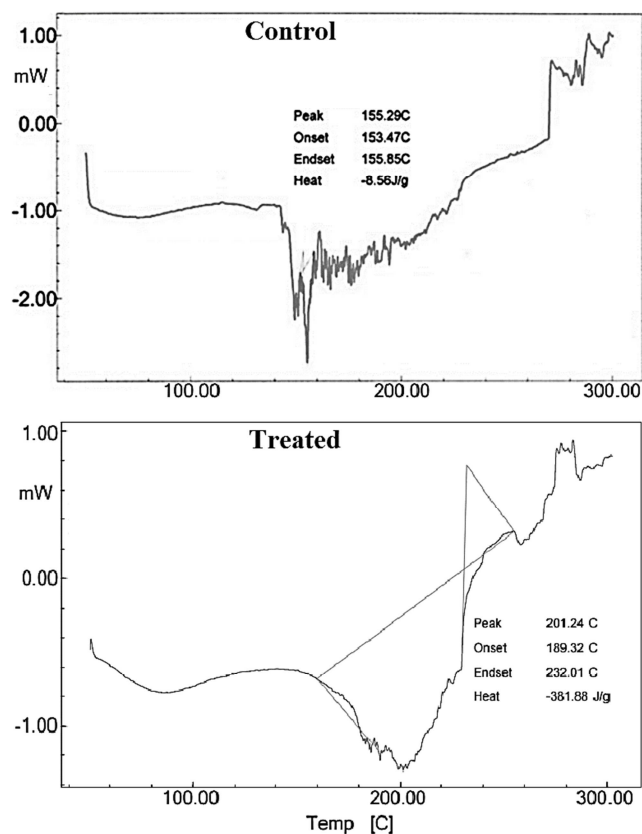 Control
1.00
mW
0.00
-1.00
-2.00
Peak 155.29C
Onset 153.47C
Endset 155.85C
Heat -8.56J/g
100.00 200.00 300.00
Treated
1.00
mW
0.00
-1.00
Peak 201.24 C
Onset 189.32 C
Endset 232.01 C
Heat -381.88 J/g
100.00 200.00 300.00
Temp [C]